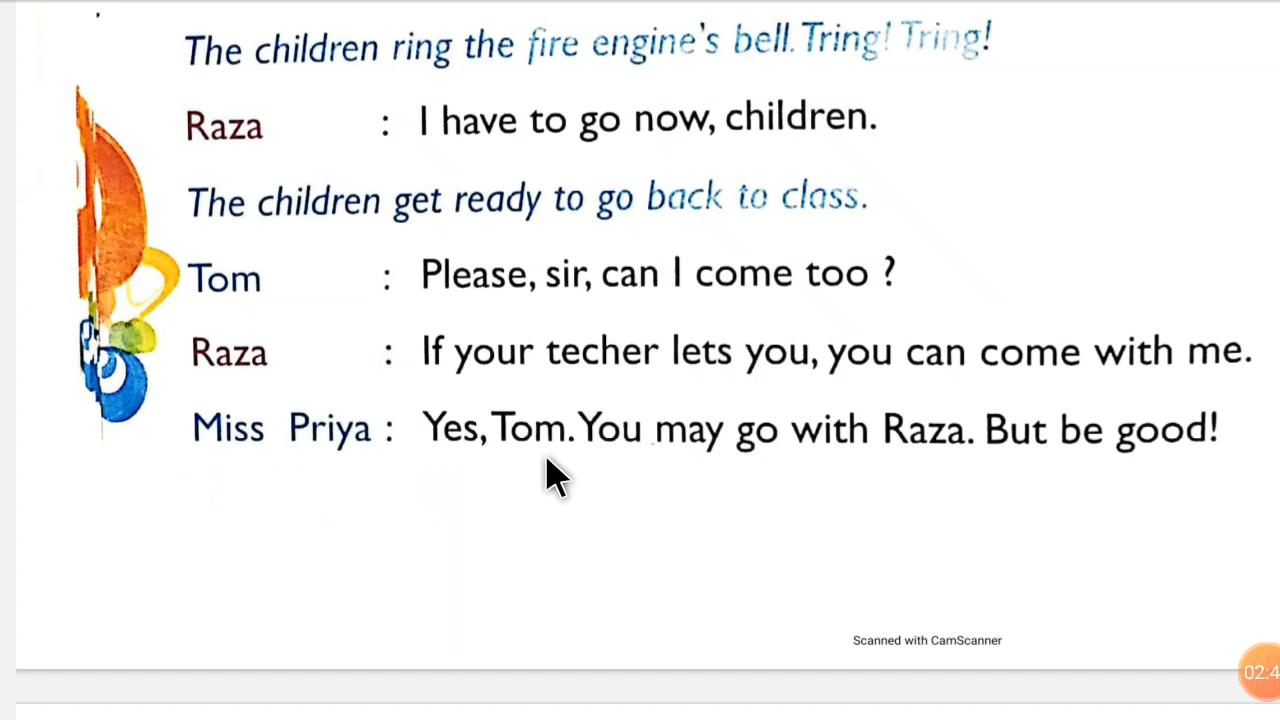 The children ring the fire engine's bell. Tring! Tring!
Raza : I have to go now, children.
The children get ready to go back to class.
Tom : Please, sir, can I come too ?
Raza : If your techer lets you, you can come with me.
Miss Priya : Yes, Tom. You may go with Raza. But be good!
Scanned with CamScanner
02:4